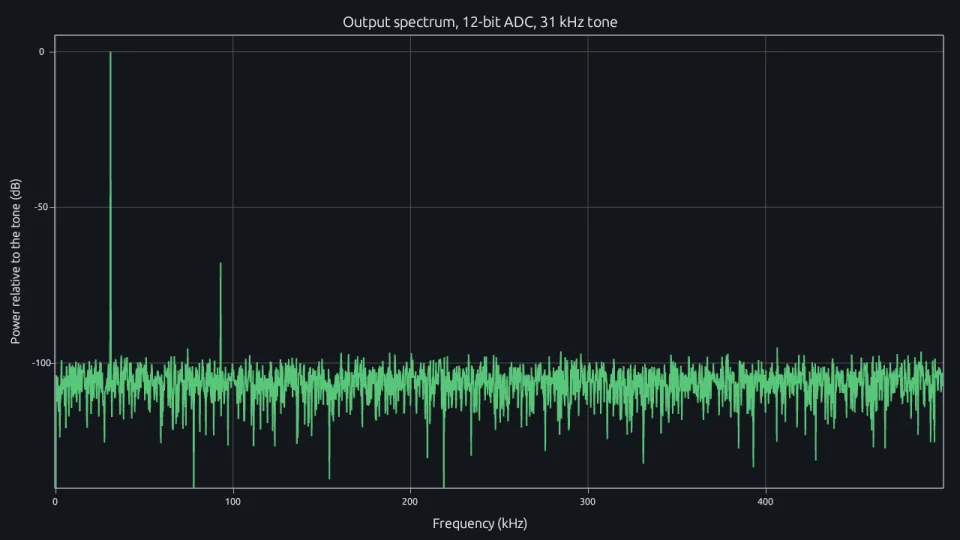 Output spectrum, 12-bit ADC, 31 kHz tone
Power relative to the tone (dB)
0
-50
-100
0 100 200 300 400
Frequency (kHz)